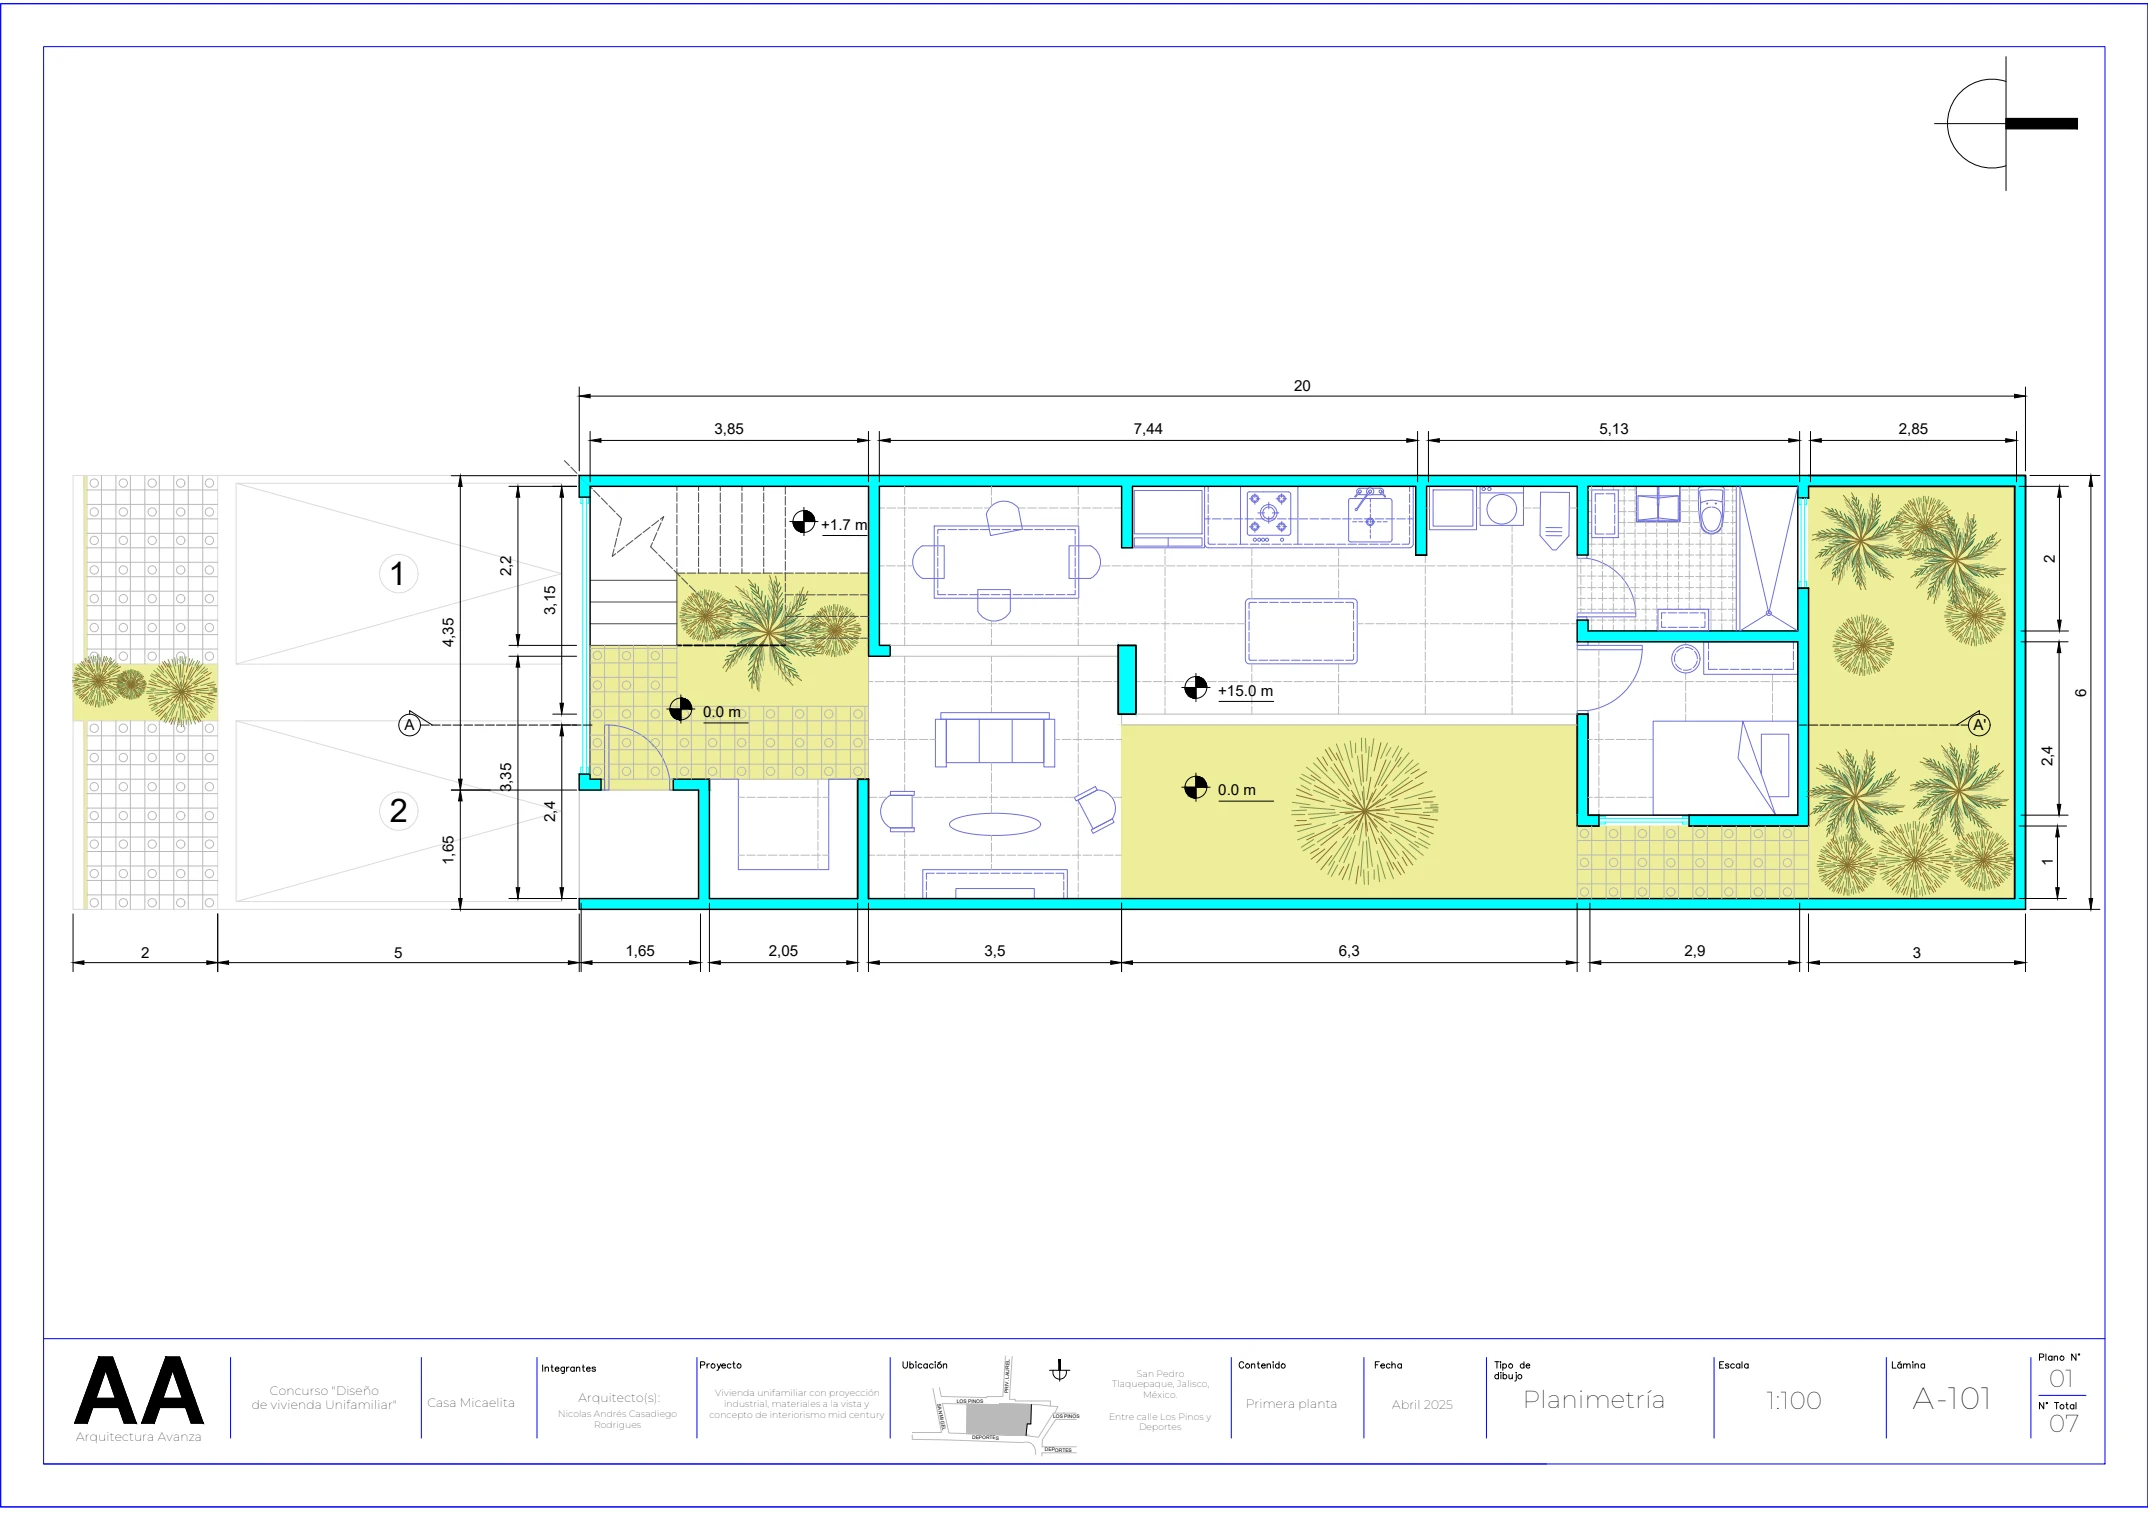 20
3,85
7,44
5,13
2,85
+1.7 m
1
2,2
3,15
4,35
2
A
0.0 m
+15.0 m
A'
6
3,35
2,4
2,4
0.0 m
2
1,65
1
2
5
1,65
2,05
3,5
6,3
2,9
3
AA
Arquitectura Avanza
Concurso "Diseño
de vivienda Unifamiliar"
Casa Micaelita
Integrantes
Arquitecto(s):
Nicolas Andrés Casadiego
Rodrigues
Proyecto
Vivienda unifamiliar con proyección
industrial, materiales a la vista y
concepto de interiorismo mid century
Ubicación
LOS PINOS
LOS PINOS
DEPORTES
DEPORTES
San Pedro
Tlaquepaque, Jalisco,
México.
Entre calle Los Pinos y
Deportes
Contenido
Primera planta
Fecha
Abril 2025
Tipo de
dibujo
Planimetría
Escala
1:100
Lámina
A-101
Plano N°
01
N° Total
07